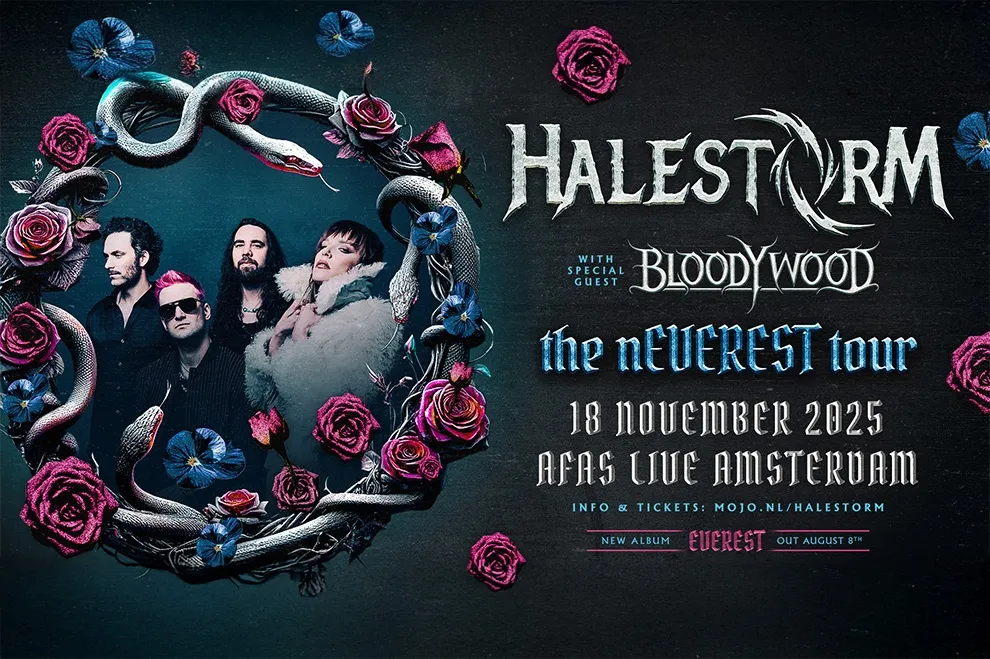 HALESTORM
WITH
SPECIAL
GUEST
BLOODYWOOD
the nEVEREST tour
18 NOVEMBER 2025
AFAS LIVE AMSTERDAM
INFO & TICKETS: MOJO.NL/HALESTORM
NEW ALBUM EVEREST OUT AUGUST 8TH